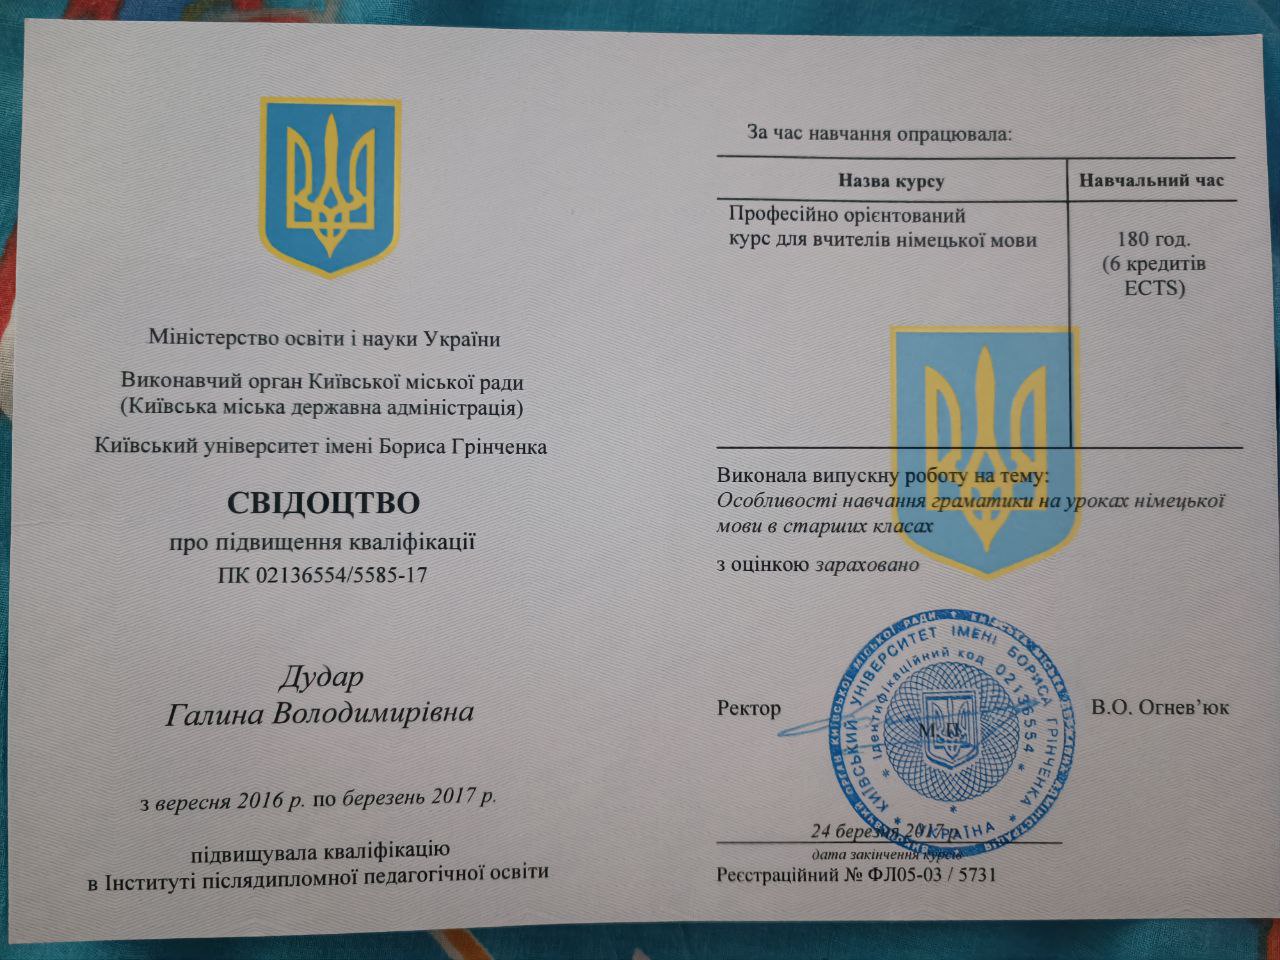 Міністерство освіти і науки України
Виконавчий орган Київської міської ради
(Київська міська державна адміністрація)
Київський університет імені Бориса Грінченка
СВІДОЦТВО
про підвищення кваліфікації
ПК 02136554/5585-17
Дудар
Галина Володимирівна
з вересня 2016 р. по березень 2017 р.
підвищувала кваліфікацію
в Інституті післядипломної педагогічної освіти
За час навчання опрацювала:
Назва курсу Навчальний час
Професійно орієнтований
курс для вчителів німецької мови
180 год.
(6 кредитів
ECTS)
Виконала випускну роботу на тему:
Особливості навчання граматики на уроках німецької
мови в старших класах
з оцінкою зараховано
Ректор
М. П.
В.О. Огнев'юк
КИЇВСЬКИЙ УНІВЕРСИТЕТ ІМЕНІ БОРИСА ГРІНЧЕНКА
Ідентифікаційний код 02136554
УКРАЇНА
24 березня 2017 р.
дата закінчення курсів
Реєстраційний № ФЛ05-03 / 5731